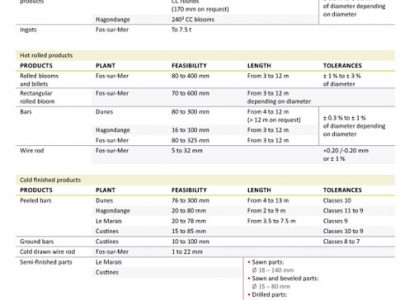 products CC rounds of diameter depending
(170 mm on request) on diameter
Hagondange 240² CC blooms
Ingots Fos-sur-Mer To 7.5 t
Hot rolled products
PRODUCTS PLANT FEASIBILITY LENGTH TOLERANCES
Rolled blooms Fos-sur-Mer 80 to 400 mm From 3 to 12 m ± 1 % to ± 3 %
and billets of diameter
Rectangular Fos-sur-Mer 70 to 600 mm From 3 to 12 m
rolled bloom depending on diameter
Bars Dunes 80 to 300 mm From 4 to 12 m
(> 12 m on request) ± 0.3 % to ± %
Hagondange 16 to 100 mm From 3 to 12 m of diameter depending
Fos-sur-Mer 80 to 325 mm From 3 to 12 m on diameter
Wire rod Fos-sur-Mer 5 to 32 mm +0.20 /-0.20 mm
or ± 1 %
Cold finished products
PRODUCTS PLANT FEASIBILITY LENGTH TOLERANCES
Peeled bars Dunes 76 to 300 mm From 4 to 13 m Classes 10
Hagondange 20 to 80 mm From 2 to 9 m Classes 11 to 9
Le Marais 20 to 78 mm From 3.5 to 7.5 m Classes 9
Custines 15 to 85 mm Classes 10 to 9
Ground bars Custines 10 to 100 mm Classes 8 to 7
Cold drawn wire rod Fos-sur-Mer 1 to 22 mm
Semi-finished parts Le Marais • Sawn parts:
Custines Ø 18 – 140 mm
• Sawn and beveled parts:
Ø 15 – 80 mm
• Drilled parts: